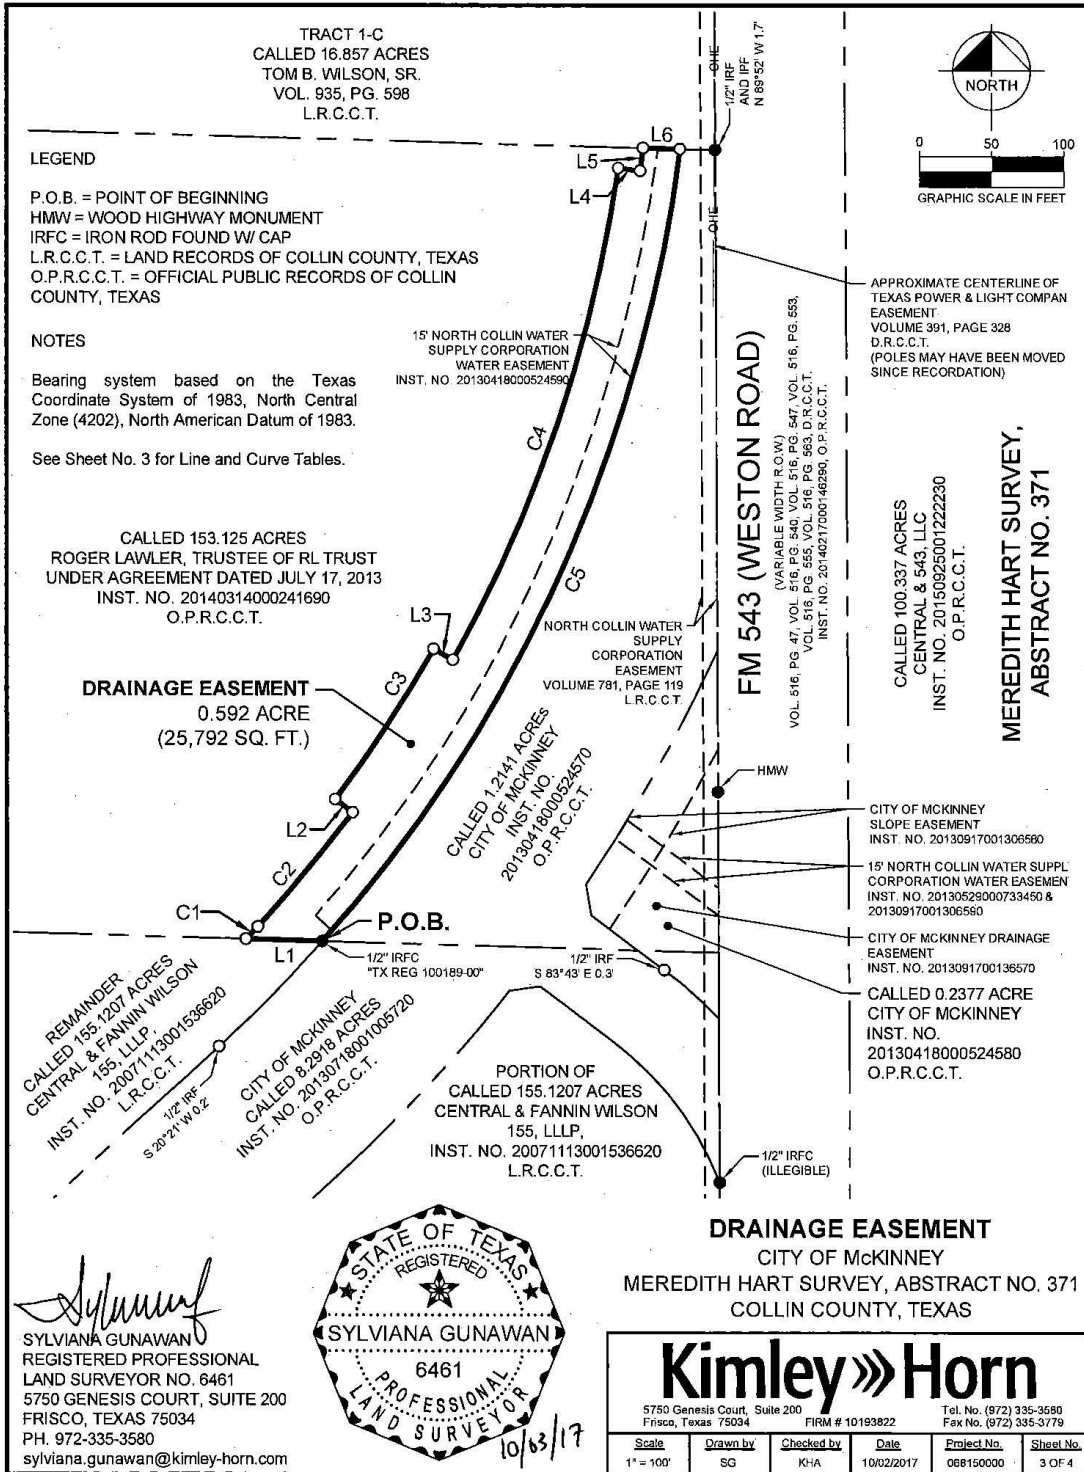 TRACT 1-C
CALLED 16.857 ACRES
TOM B. WILSON, SR.
VOL. 935, PG. 598
L.R.C.C.T.
OHE
1/2" IRF
AND IPF
N 89°52' W 1.7'
NORTH
0 50 100
GRAPHIC SCALE IN FEET
LEGEND
P.O.B. = POINT OF BEGINNING
HMW = WOOD HIGHWAY MONUMENT
IRFC = IRON ROD FOUND W/ CAP
L.R.C.C.T. = LAND RECORDS OF COLLIN COUNTY, TEXAS
O.P.R.C.C.T. = OFFICIAL PUBLIC RECORDS OF COLLIN
COUNTY, TEXAS
NOTES
Bearing system based on the Texas
Coordinate System of 1983, North Central
Zone (4202), North American Datum of 1983.
See Sheet No. 3 for Line and Curve Tables.
L6
L5
L4
OHE
15' NORTH COLLIN WATER
SUPPLY CORPORATION
WATER EASEMENT
INST. NO. 20130418000524590
APPROXIMATE CENTERLINE OF
TEXAS POWER & LIGHT COMPAN
EASEMENT
VOLUME 391, PAGE 328
D.R.C.C.T.
(POLES MAY HAVE BEEN MOVED
SINCE RECORDATION)
C4
C5
FM 543 (WESTON ROAD)
(VARIABLE WIDTH R.O.W.)
VOL. 516, PG. 47, VOL. 516, PG. 540, VOL. 516, PG. 547, VOL. 516, PG. 553,
VOL. 516, PG. 555, VOL. 516, PG. 563, D.R.C.C.T.
INST. NO. 20140217000146290, O.P.R.C.C.T.
CALLED 100.337 ACRES
CENTRAL & 543, LLC
INST. NO. 20150925001222230
O.P.R.C.C.T.
MEREDITH HART SURVEY,
ABSTRACT NO. 371
CALLED 153.125 ACRES
ROGER LAWLER, TRUSTEE OF RL TRUST
UNDER AGREEMENT DATED JULY 17, 2013
INST. NO. 20140314000241690
O.P.R.C.C.T.
L3
C3
NORTH COLLIN WATER
SUPPLY
CORPORATION
EASEMENT
VOLUME 781, PAGE 119
L.R.C.C.T.
DRAINAGE EASEMENT
0.592 ACRE
(25,792 SQ. FT.)
CALLED 1.2141 ACRES
CITY OF MCKINNEY
INST. NO.
20130418000524570
O.P.R.C.C.T.
HMW
L2
C2
C1
L1
P.O.B.
1/2" IRFC
"TX REG 100189-00"
1/2" IRF
S 83°43' E 0.3'
CITY OF MCKINNEY
SLOPE EASEMENT
INST. NO. 20130917001306560
15' NORTH COLLIN WATER SUPPL
CORPORATION WATER EASEMEN
INST. NO. 20130529000733450 &
20130917001306590
CITY OF MCKINNEY DRAINAGE
EASEMENT
INST. NO. 2013091700136570
CALLED 0.2377 ACRE
CITY OF MCKINNEY
INST. NO.
20130418000524580
O.P.R.C.C.T.
REMAINDER
CALLED 155.1207 ACRES
CENTRAL & FANNIN WILSON
155, LLLP,
INST. NO. 20071113001536620
L.R.C.C.T.
1/2" IRF
S 20°21' W 0.2'
CITY OF MCKINNEY
CALLED 8.2918 ACRES
INST. NO. 20130718001005720
O.P.R.C.C.T.
PORTION OF
CALLED 155.1207 ACRES
CENTRAL & FANNIN WILSON
155, LLLP,
INST. NO. 20071113001536620
L.R.C.C.T.
1/2" IRFC
(ILLEGIBLE)
SYLVIANA GUNAWAN
REGISTERED PROFESSIONAL
LAND SURVEYOR NO. 6461
5750 GENESIS COURT, SUITE 200
FRISCO, TEXAS 75034
PH. 972-335-3580
sylviana.gunawan@kimley-horn.com
STATE OF TEXAS
REGISTERED
SYLVIANA GUNAWAN
6461
PROFESSIONAL
LAND SURVEYOR
10/03/17
DRAINAGE EASEMENT
CITY OF McKINNEY
MEREDITH HART SURVEY, ABSTRACT NO. 371
COLLIN COUNTY, TEXAS
Kimley»Horn
5750 Genesis Court, Suite 200
Frisco, Texas 75034 FIRM # 10193822
Tel. No. (972) 335-3580
Fax No. (972) 335-3779
Scale Drawn by Checked by Date Project No. Sheet No.
1" = 100' SG KHA 10/02/2017 068150000 3 OF 4